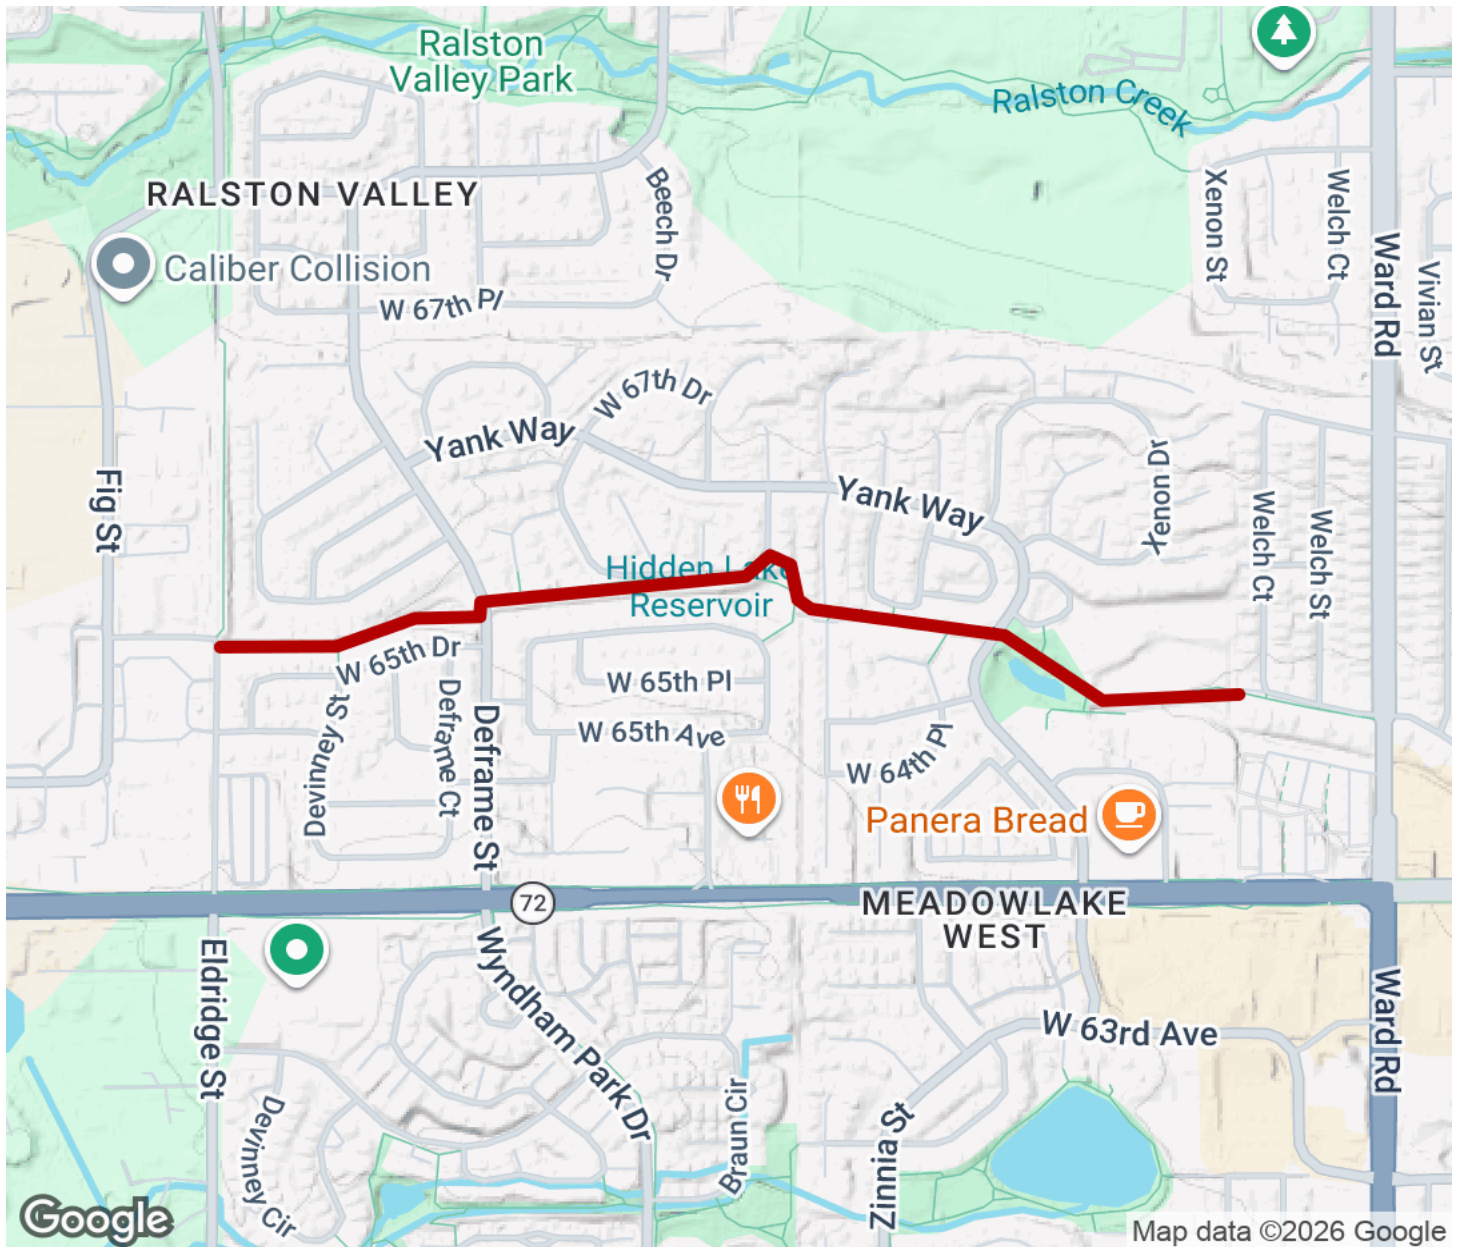 Ralston
Valley Park
Ralston Creek
RALSTON VALLEY
Beech Dr
Xenon St
Welch Ct
Ward Rd
Vivian St
Caliber Collision
W 67th Pl
W 67th Dr
Yank Way
Yank Way
Xenon Dr
Fig St
Welch Ct
Welch St
Hidden Lake
Reservoir
W 65th Dr
W 65th Pl
W 65th Ave
Devinney St
Deframe Ct
Deframe St
W 64th Pl
Panera Bread
72
MEADOWLAKE
WEST
Eldridge St
Wyndham Park Dr
W 63rd Ave
Ward Rd
Devinney Cir
Braun Cir
Zinnia St
Google
Map data ©2026 Google